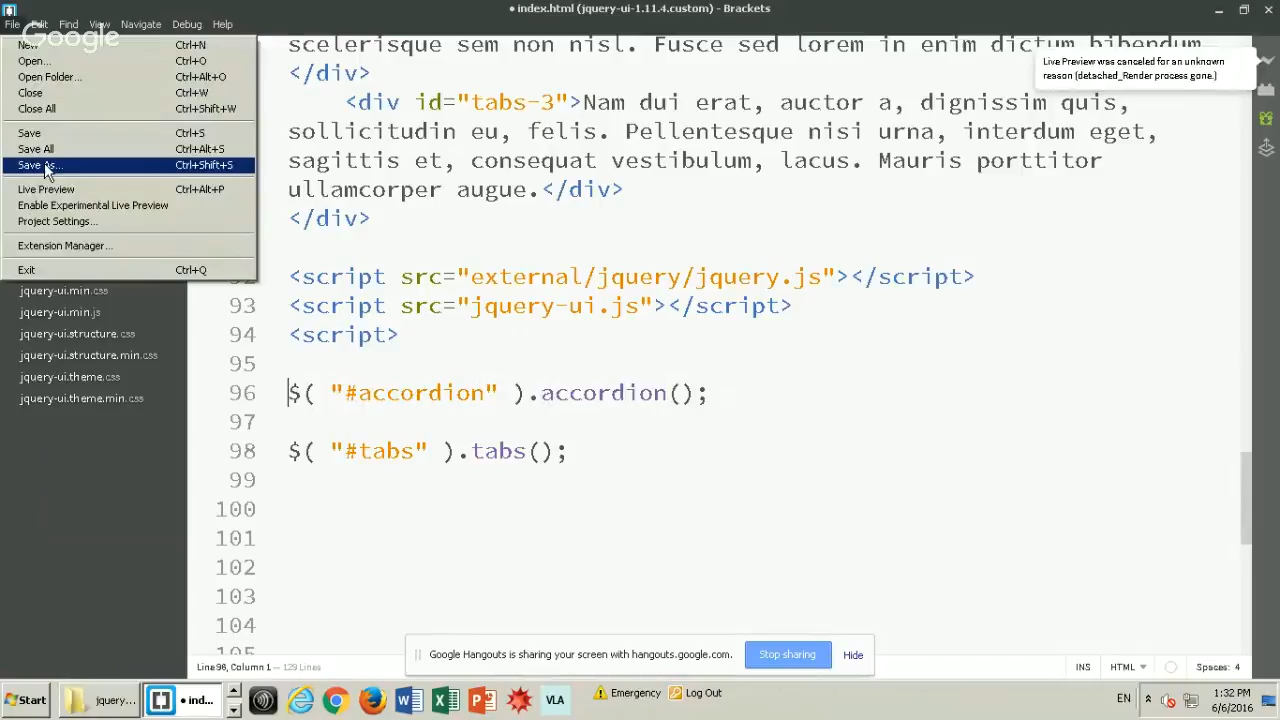 • index.html (jquery-ui-1.11.4.custom) - Brackets
File Edit Find View Navigate Debug Help
Google
New Ctrl+N
Open... Ctrl+O
Open Folder... Ctrl+Alt+O
Close Ctrl+W
Close All Ctrl+Shift+W
Save Ctrl+S
Save All Ctrl+Alt+S
Save As... Ctrl+Shift+S
Live Preview Ctrl+Alt+P
Enable Experimental Live Preview
Project Settings...
Extension Manager...
Exit Ctrl+Q
jquery-ui.min.css
jquery-ui.min.js
jquery-ui.structure.css
jquery-ui.structure.min.css
jquery-ui.theme.css
jquery-ui.theme.min.css
scelerisque sem non nisl. Fusce sed lorem in enim dictum bibendum.
</div>
<div id="tabs-3">Nam dui erat, auctor a, dignissim quis,
sollicitudin eu, felis. Pellentesque nisi urna, interdum eget,
sagittis et, consequat vestibulum, lacus. Mauris porttitor
ullamcorper augue.</div>
</div>
<script src="external/jquery/jquery.js"></script>
93 <script src="jquery-ui.js"></script>
94 <script>
95
96 $( "#accordion" ).accordion();
97
98 $( "#tabs" ).tabs();
99
100
101
102
103
104
Live Preview was canceled for an unknown
reason (detached_Render process gone.)
Google Hangouts is sharing your screen with hangouts.google.com.
Stop sharing
Hide
Line 96, Column 1 — 129 Lines
INS
HTML
Spaces: 4
Start
jquery...
• ind...
VLA
Emergency
Log Out
EN
1:32 PM
6/6/2016